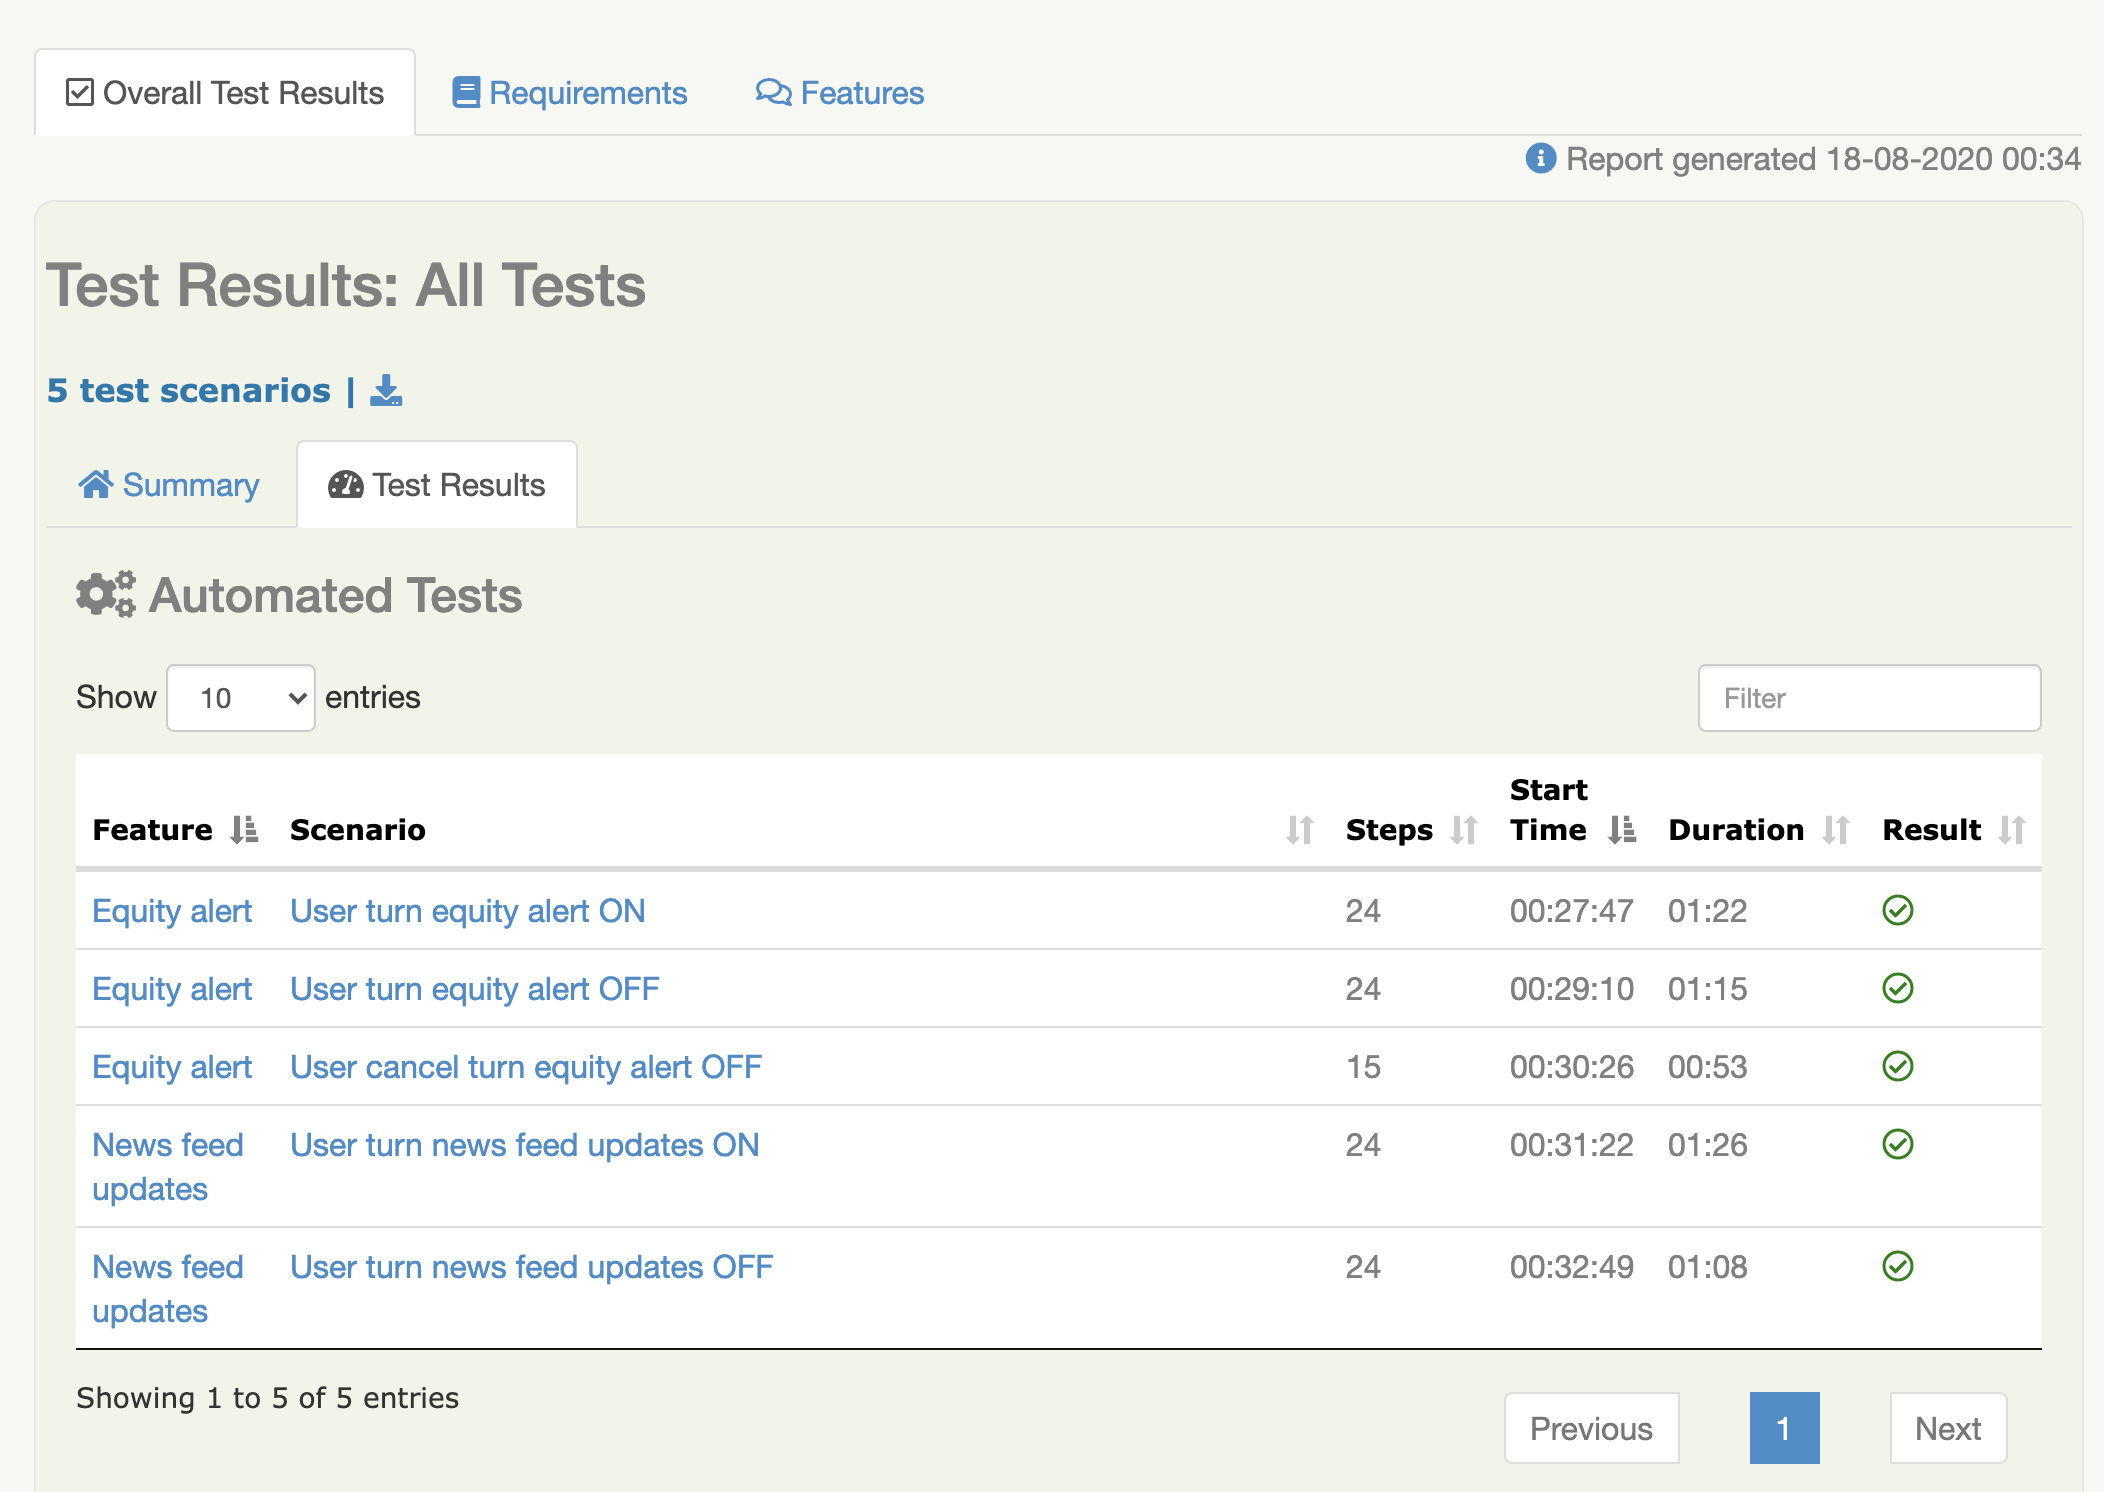 Overall Test Results Requirements Features
Report generated 18-08-2020 00:34
Test Results: All Tests
5 test scenarios |
Summary Test Results
Automated Tests
Show 10 entries Filter
Feature Scenario Steps Start Time Duration Result
Equity alert User turn equity alert ON 24 00:27:47 01:22
Equity alert User turn equity alert OFF 24 00:29:10 01:15
Equity alert User cancel turn equity alert OFF 15 00:30:26 00:53
News feed updates User turn news feed updates ON 24 00:31:22 01:26
News feed updates User turn news feed updates OFF 24 00:32:49 01:08
Showing 1 to 5 of 5 entries
Previous 1 Next